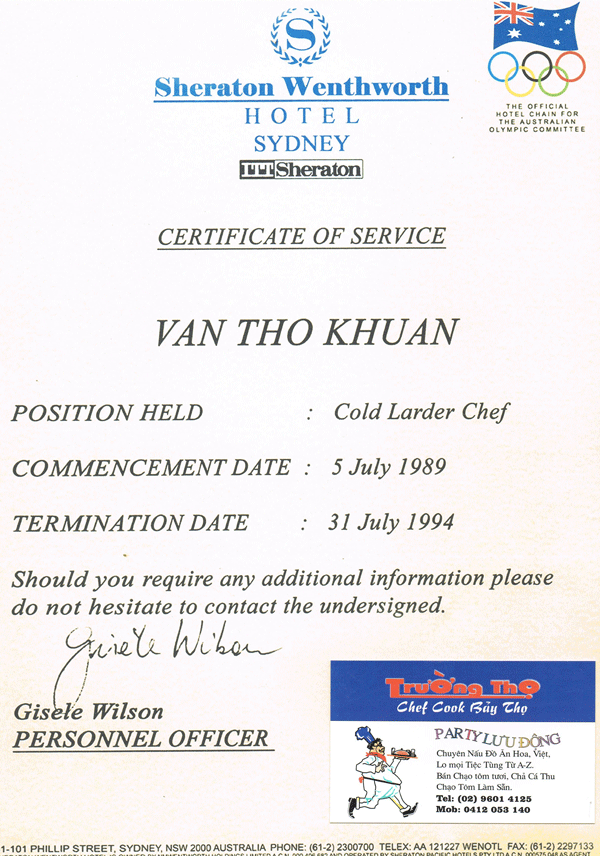 S
Sheraton Wenthworth
HOTEL
SYDNEY
ITT Sheraton
THE OFFICIAL
HOTEL CHAIN FOR
THE AUSTRALIAN
OLYMPIC COMMITTEE
CERTIFICATE OF SERVICE
VAN THO KHUAN
POSITION HELD : Cold Larder Chef
COMMENCEMENT DATE : 5 July 1989
TERMINATION DATE : 31 July 1994
Should you require any additional information please
do not hesitate to contact the undersigned.
Gisele Wilson
Gisele Wilson
PERSONNEL OFFICER
Trường Thọ
Chef Cook Bảy Thọ
PARTY LƯU ĐỘNG
Chuyên Nấu Đồ Ăn Hoa, Việt,
Lo mọi Tiệc Tùng Từ A-Z.
Bán Chạo tôm tươi, Chả Cá Thu
Chạo Tôm Làm Sẵn.
Tel: (02) 9601 4125
Mob: 0412 053 140
1-101 PHILLIP STREET, SYDNEY, NSW 2000 AUSTRALIA PHONE: (61-2) 2300700 TELEX: AA 121227 WENOTL FAX: (61-2) 2297133